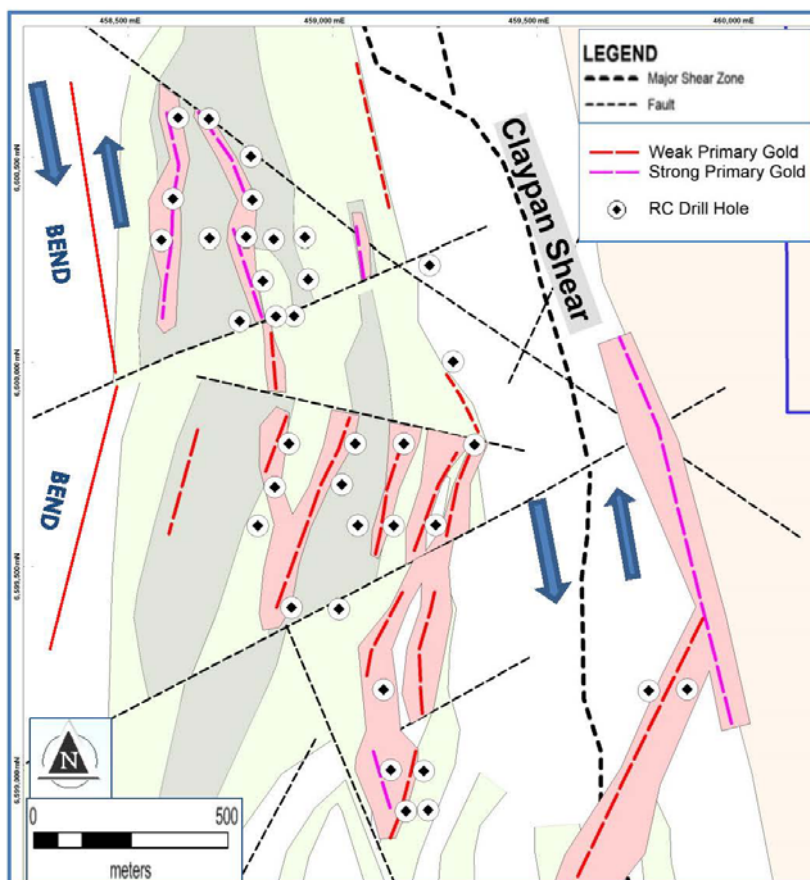 458,500 mE
459,000 mE
459,500 mE
460,000 mE
LEGEND
Major Shear Zone
Fault
Weak Primary Gold
Strong Primary Gold
RC Drill Hole
6,600,500 mN
BEND
Claypan Shear
6,600,000 mN
BEND
6,599,500 mN
N
6,599,000 mN
0
500
meters